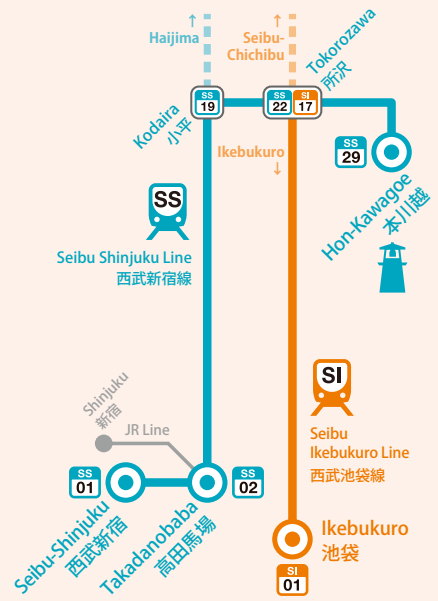 ↑
Haijima
↑
Seibu-
Chichibu
Tokorozawa
所沢
SS
19
SS
22
SI
17
Kodaira
小平
Ikebukuro
↓
SS
29
Hon-Kawagoe
本川越
SS
Seibu Shinjuku Line
西武新宿線
SI
Seibu
Ikebukuro Line
西武池袋線
Shinjuku
新宿
JR Line
SS
01
SS
02
Seibu-Shinjuku
西武新宿
Takadanobaba
高田馬場
Ikebukuro
池袋
SI
01